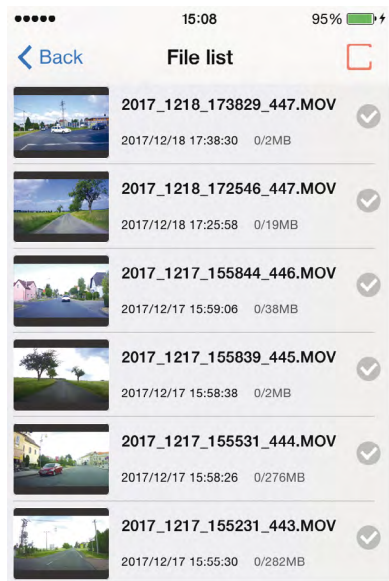 15:08 95%
Back File list
2017_1218_173829_447.MOV
2017/12/18 17:38:30 0/2MB
2017_1218_172546_447.MOV
2017/12/18 17:25:58 0/19MB
2017_1217_155844_446.MOV
2017/12/17 15:59:06 0/38MB
2017_1217_155839_445.MOV
2017/12/17 15:58:38 0/2MB
2017_1217_155531_444.MOV
2017/12/17 15:58:26 0/276MB
2017_1217_155231_443.MOV
2017/12/17 15:55:30 0/282MB